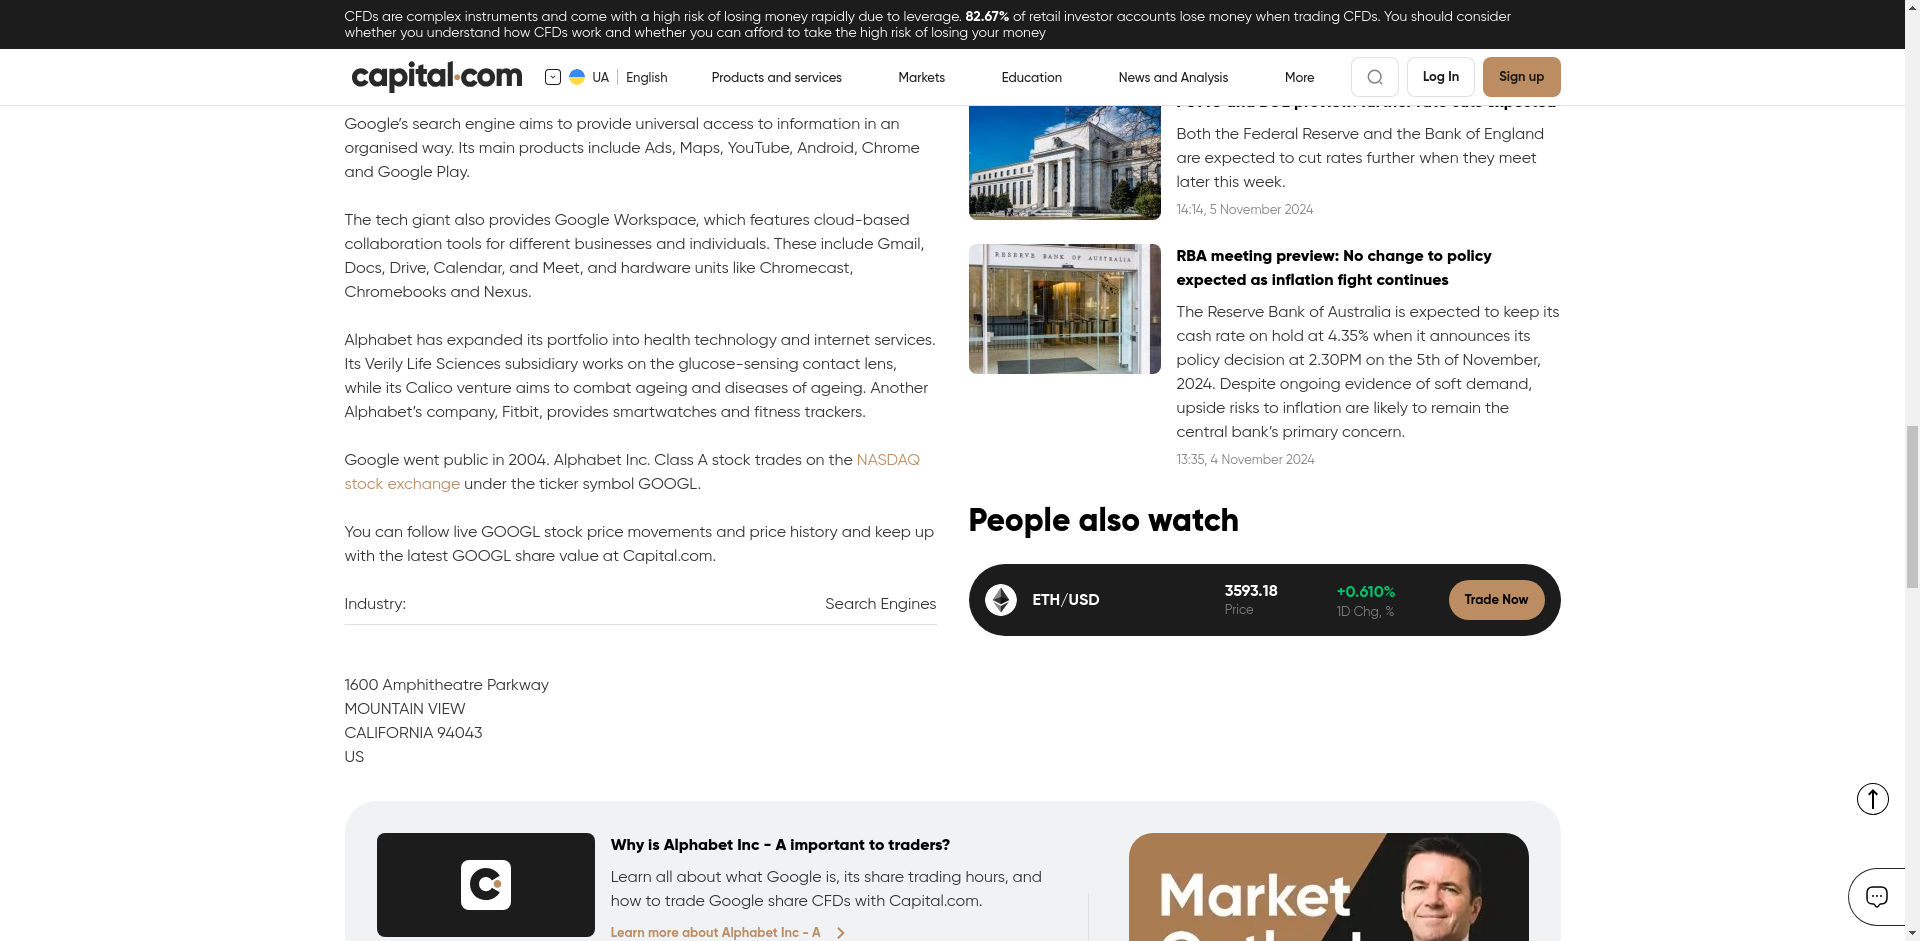 CFDs are complex instruments and come with a high risk of losing money rapidly due to leverage. 82.67% of retail investor accounts lose money when trading CFDs. You should consider
whether you understand how CFDs work and whether you can afford to take the high risk of losing your money
capital.com
UA English
Products and services
Markets
Education
News and Analysis
More
Log In
Sign up
Google’s search engine aims to provide universal access to information in an
organised way. Its main products include Ads, Maps, YouTube, Android, Chrome
and Google Play.
The tech giant also provides Google Workspace, which features cloud-based
collaboration tools for different businesses and individuals. These include Gmail,
Docs, Drive, Calendar, and Meet, and hardware units like Chromecast,
Chromebooks and Nexus.
Alphabet has expanded its portfolio into health technology and internet services.
Its Verily Life Sciences subsidiary works on the glucose-sensing contact lens,
while its Calico venture aims to combat ageing and diseases of ageing. Another
Alphabet’s company, Fitbit, provides smartwatches and fitness trackers.
Google went public in 2004. Alphabet Inc. Class A stock trades on the NASDAQ
stock exchange under the ticker symbol GOOGL.
You can follow live GOOGL stock price movements and price history and keep up
with the latest GOOGL share value at Capital.com.
Industry:
Search Engines
1600 Amphitheatre Parkway
MOUNTAIN VIEW
CALIFORNIA 94043
US
Both the Federal Reserve and the Bank of England
are expected to cut rates further when they meet
later this week.
14:14, 5 November 2024
RESERVE BANK OF AUSTRALIA
RBA meeting preview: No change to policy
expected as inflation fight continues
The Reserve Bank of Australia is expected to keep its
cash rate on hold at 4.35% when it announces its
policy decision at 2.30PM on the 5th of November,
2024. Despite ongoing evidence of soft demand,
upside risks to inflation are likely to remain the
central bank’s primary concern.
13:35, 4 November 2024
People also watch
ETH/USD
3593.18
Price
+0.610%
1D Chg, %
Trade Now
Why is Alphabet Inc - A important to traders?
Learn all about what Google is, its share trading hours, and
how to trade Google share CFDs with Capital.com.
Learn more about Alphabet Inc - A
Market